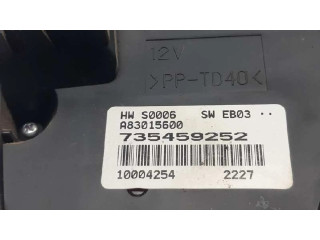 12V
>PP-TD40<
HW S0006 SW EB03 ··
A83015600
735459252
10004254 2227